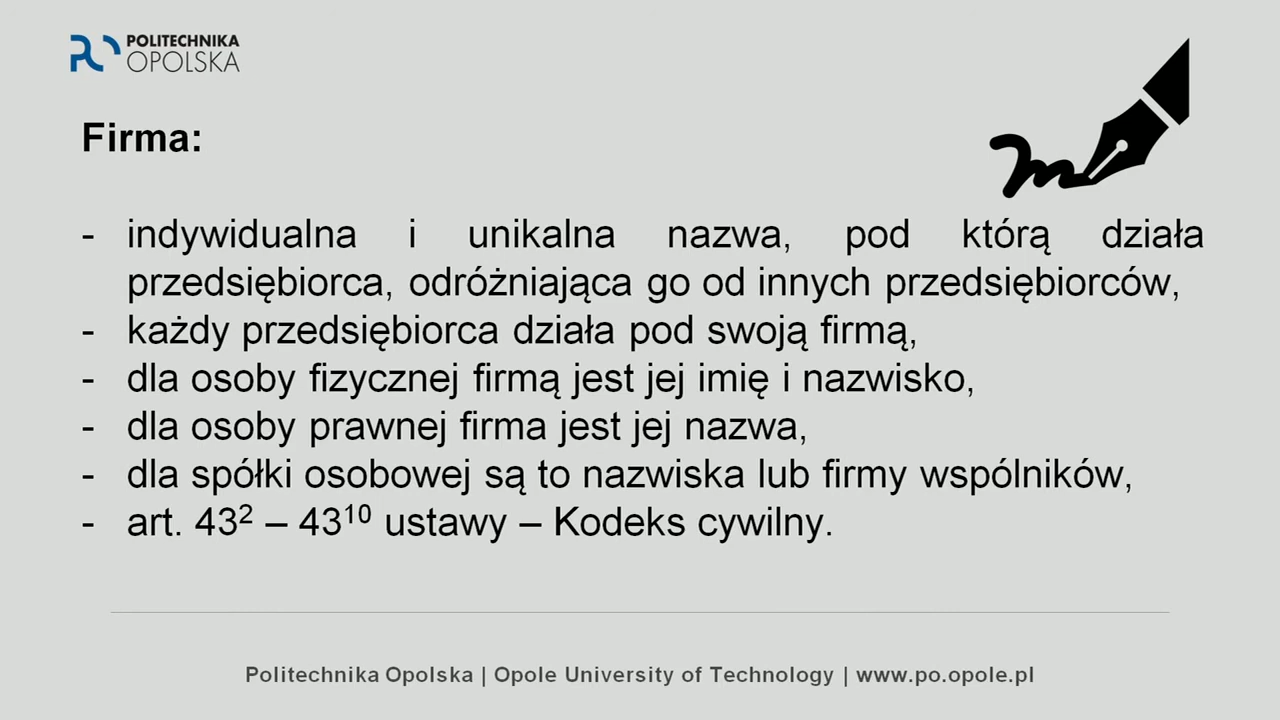 POLITECHNIKA
OPOLSKA
Firma:
- indywidualna i unikalna nazwa, pod którą działa
przedsiębiorca, odróżniająca go od innych przedsiębiorców,
- każdy przedsiębiorca działa pod swoją firmą,
- dla osoby fizycznej firmą jest jej imię i nazwisko,
- dla osoby prawnej firma jest jej nazwa,
- dla spółki osobowej są to nazwiska lub firmy wspólników,
- art. 43² – 43¹⁰ ustawy – Kodeks cywilny.
Politechnika Opolska | Opole University of Technology | www.po.opole.pl